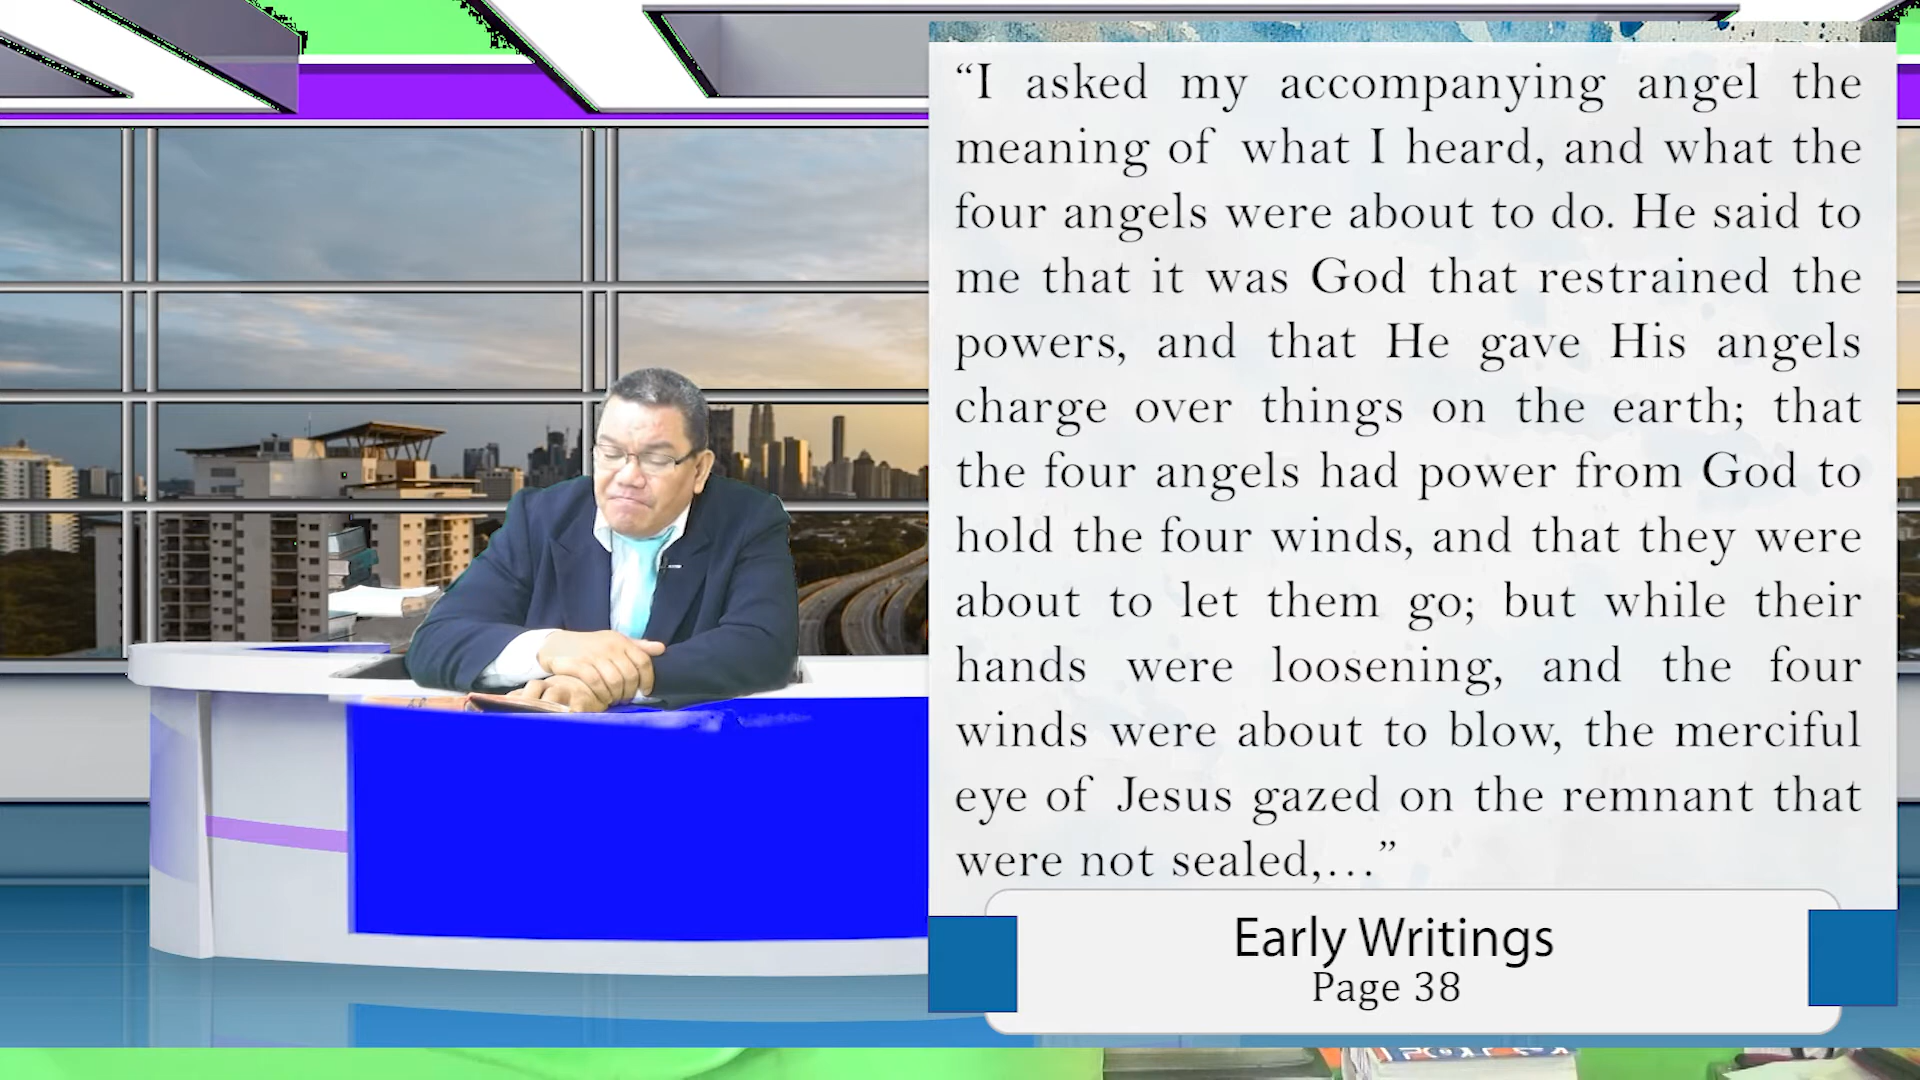 “I asked my accompanying angel the
meaning of what I heard, and what the
four angels were about to do. He said to
me that it was God that restrained the
powers, and that He gave His angels
charge over things on the earth; that
the four angels had power from God to
hold the four winds, and that they were
about to let them go; but while their
hands were loosening, and the four
winds were about to blow, the merciful
eye of Jesus gazed on the remnant that
were not sealed,...”
Early Writings
Page 38